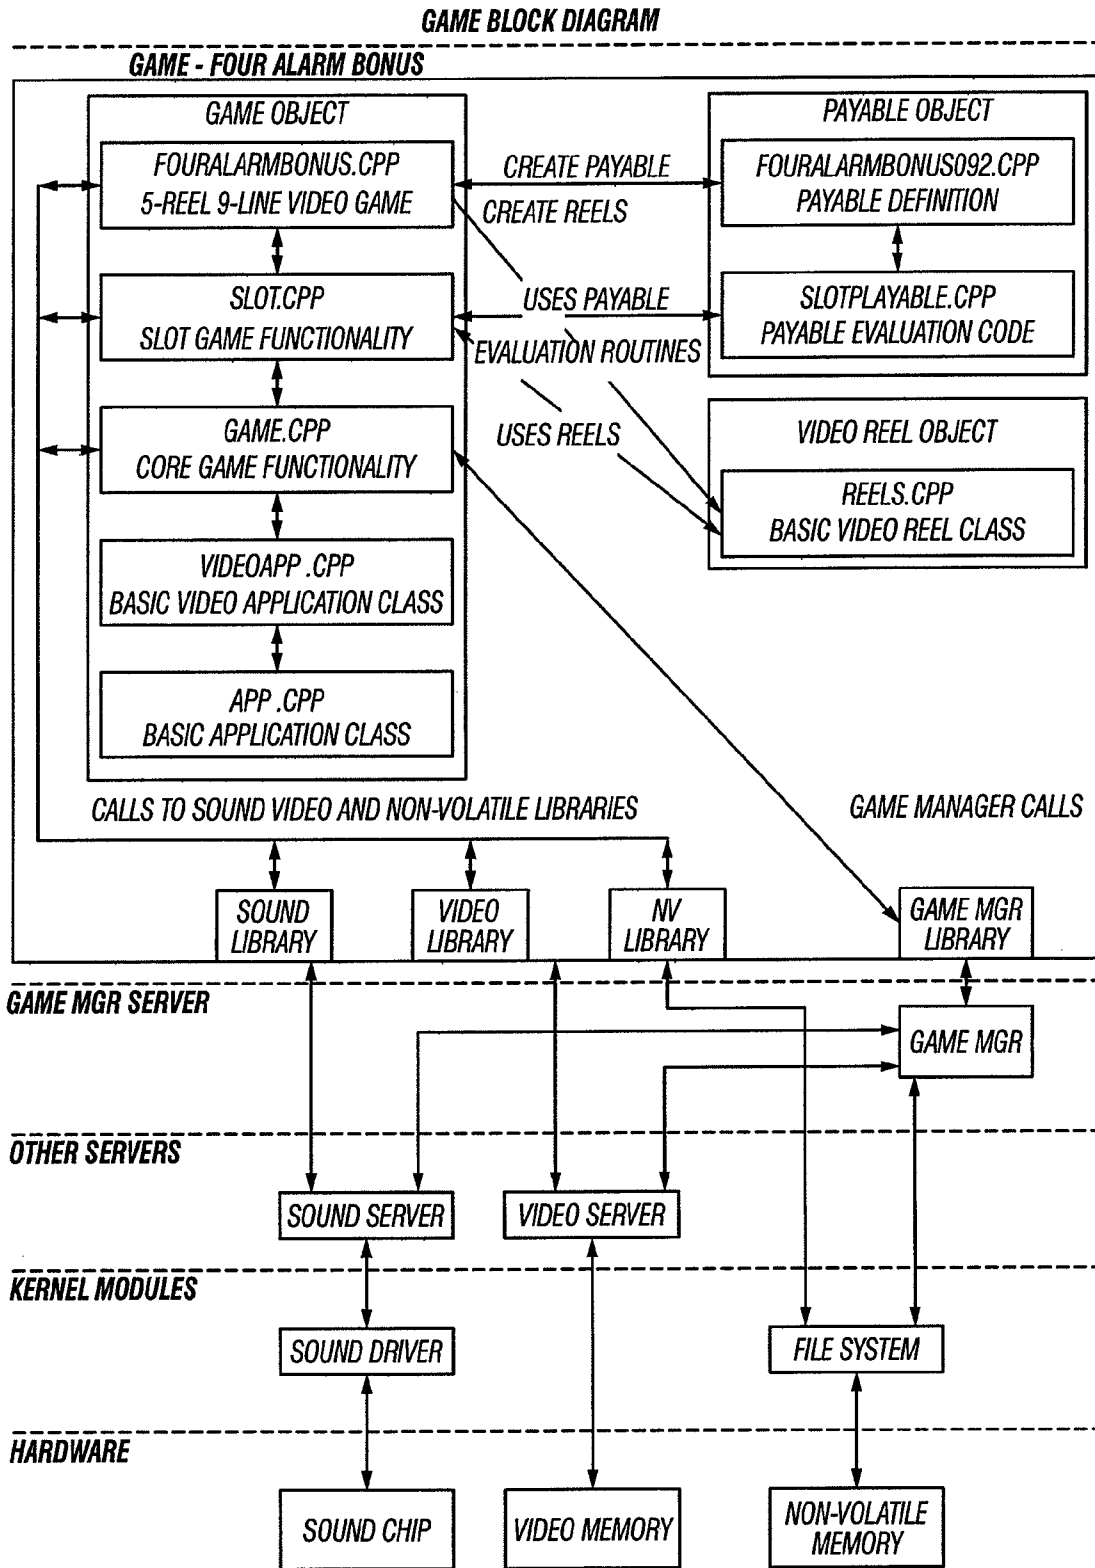 GAME BLOCK DIAGRAM
GAME - FOUR ALARM BONUS
GAME OBJECT
FOURALARMBONUS.CPP
5-REEL 9-LINE VIDEO GAME
SLOT.CPP
SLOT GAME FUNCTIONALITY
GAME.CPP
CORE GAME FUNCTIONALITY
VIDEOAPP .CPP
BASIC VIDEO APPLICATION CLASS
APP .CPP
BASIC APPLICATION CLASS
CREATE PAYABLE
CREATE REELS
USES PAYABLE
EVALUATION ROUTINES
USES REELS
PAYABLE OBJECT
FOURALARMBONUS092.CPP
PAYABLE DEFINITION
SLOTPLAYABLE.CPP
PAYABLE EVALUATION CODE
VIDEO REEL OBJECT
REELS.CPP
BASIC VIDEO REEL CLASS
CALLS TO SOUND VIDEO AND NON-VOLATILE LIBRARIES
GAME MANAGER CALLS
SOUND
LIBRARY
VIDEO
LIBRARY
NV
LIBRARY
GAME MGR
LIBRARY
GAME MGR SERVER
GAME MGR
OTHER SERVERS
SOUND SERVER
VIDEO SERVER
KERNEL MODULES
SOUND DRIVER
FILE SYSTEM
HARDWARE
SOUND CHIP
VIDEO MEMORY
NON-VOLATILE
MEMORY